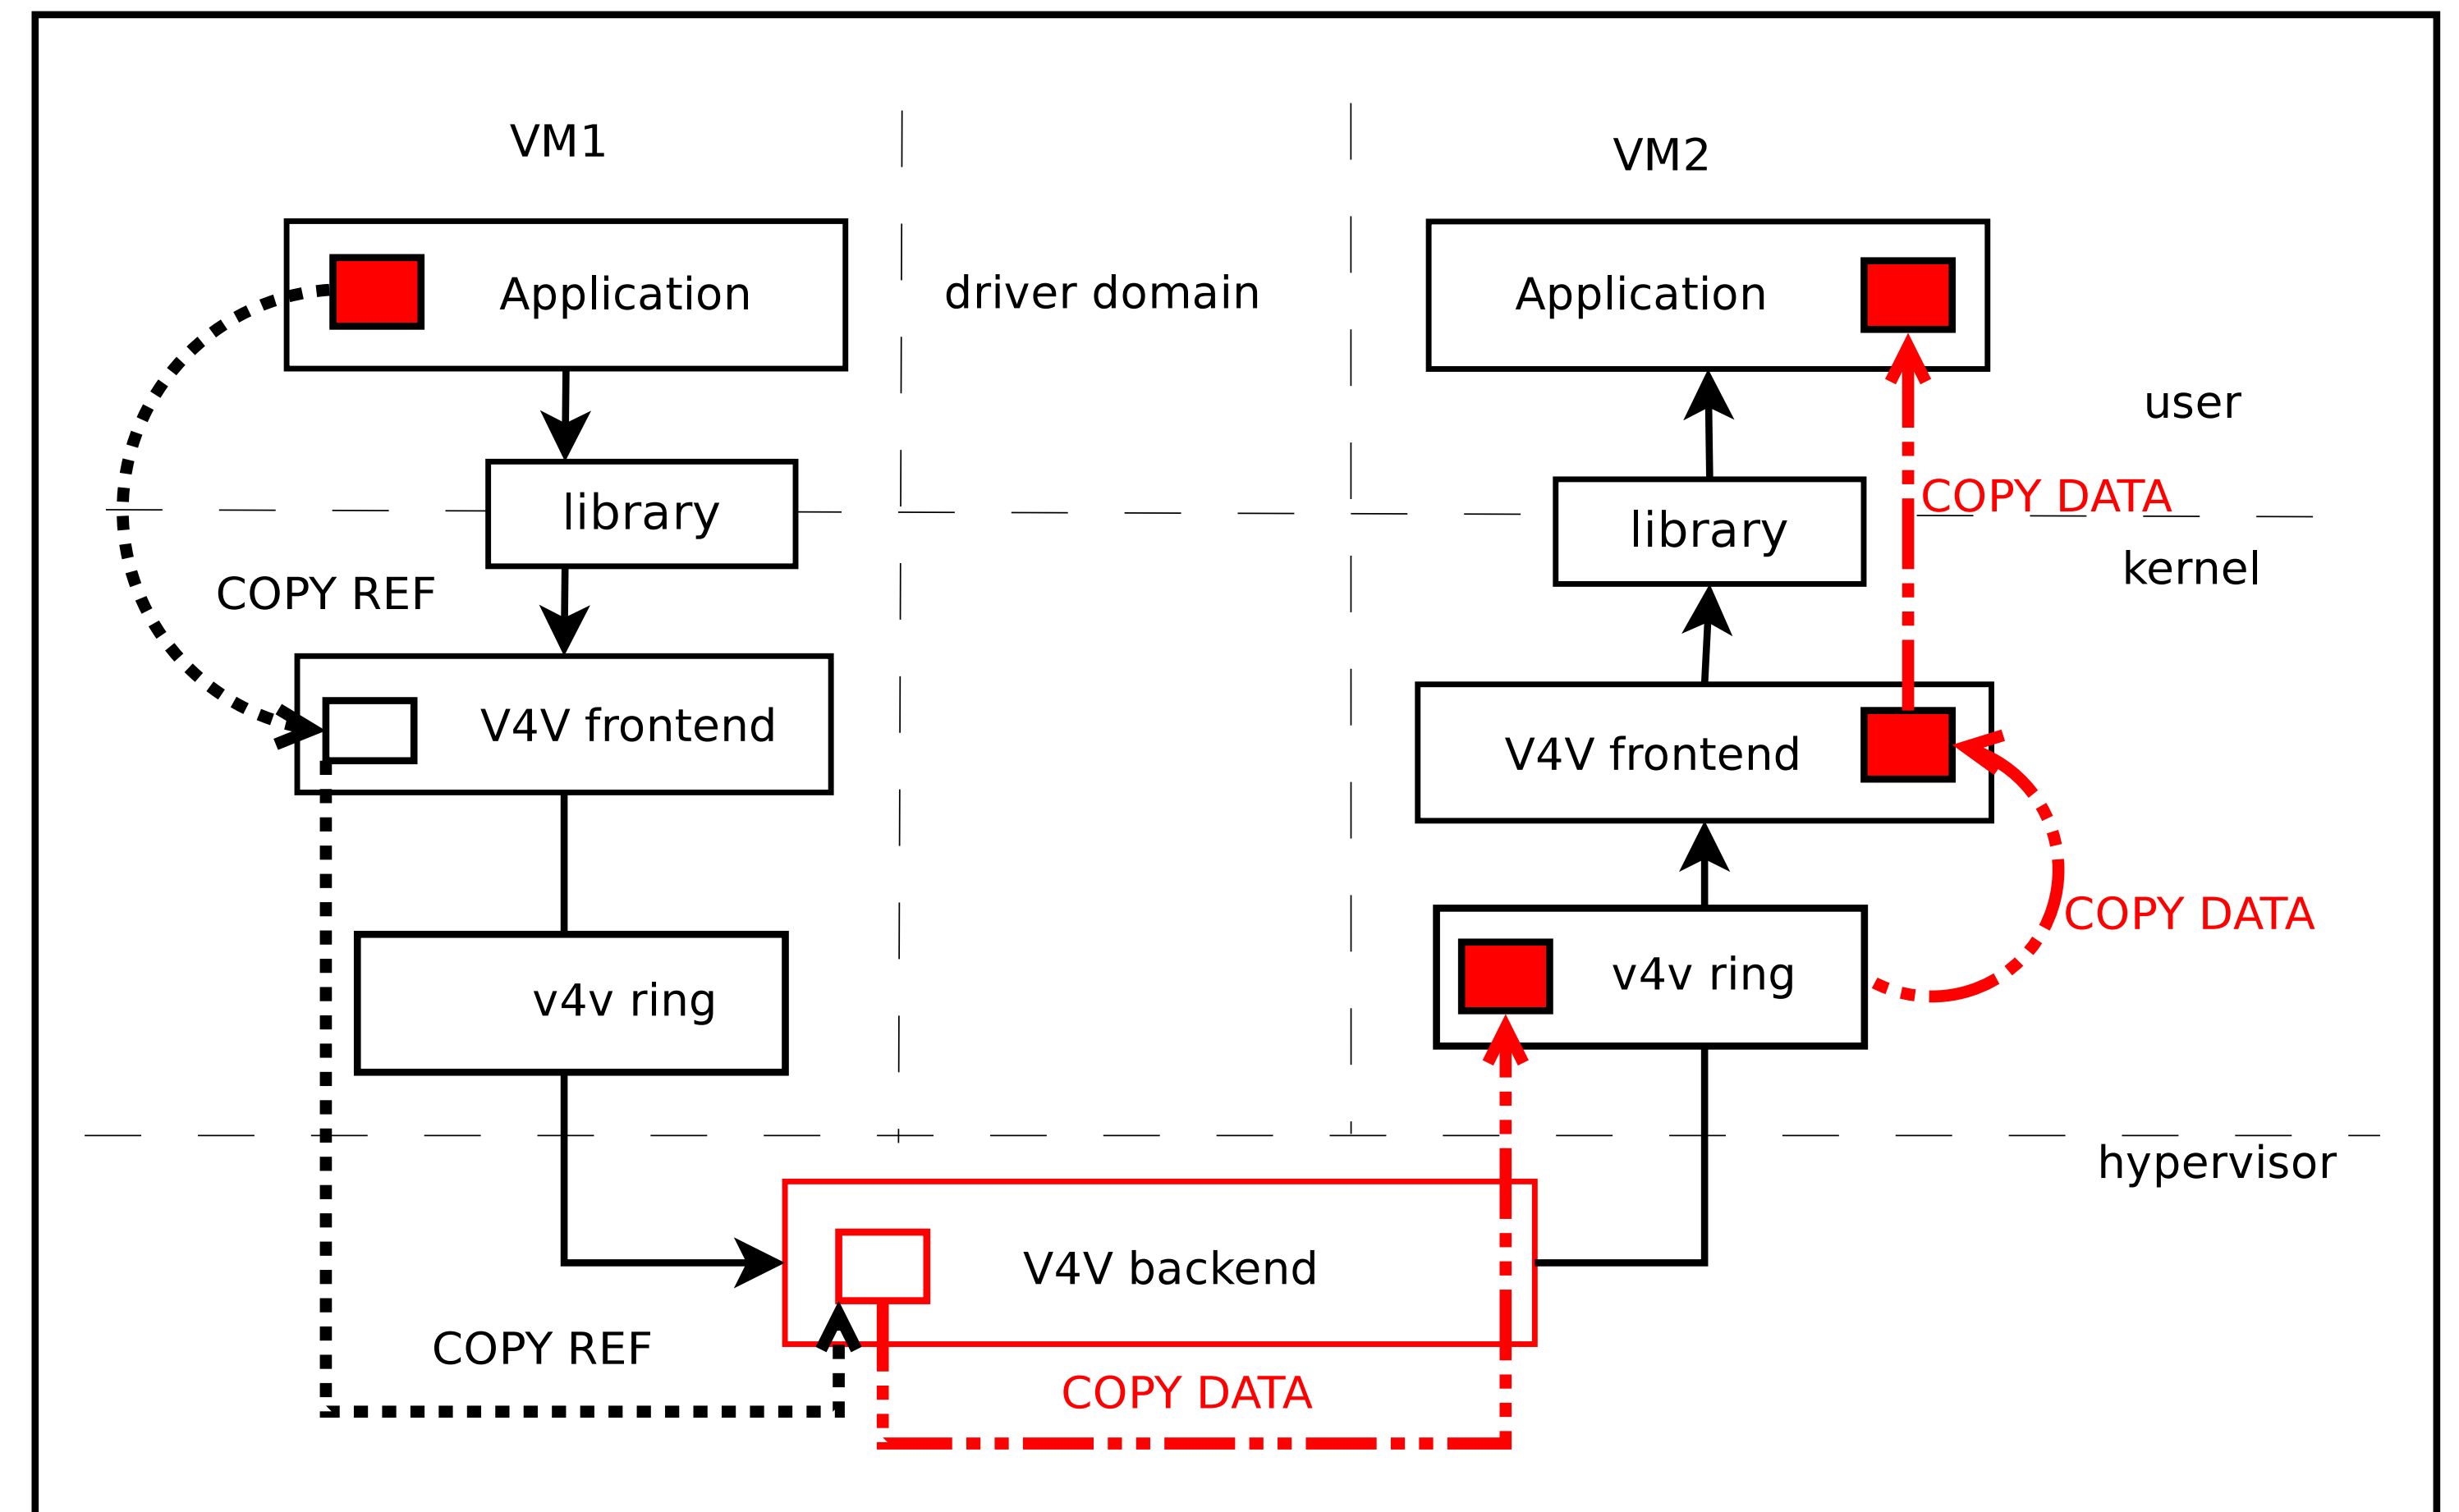 VM1
VM2
Application
driver domain
Application
user
COPY DATA
library
library
kernel
COPY REF
V4V frontend
V4V frontend
COPY DATA
v4v ring
v4v ring
hypervisor
V4V backend
COPY REF
COPY DATA